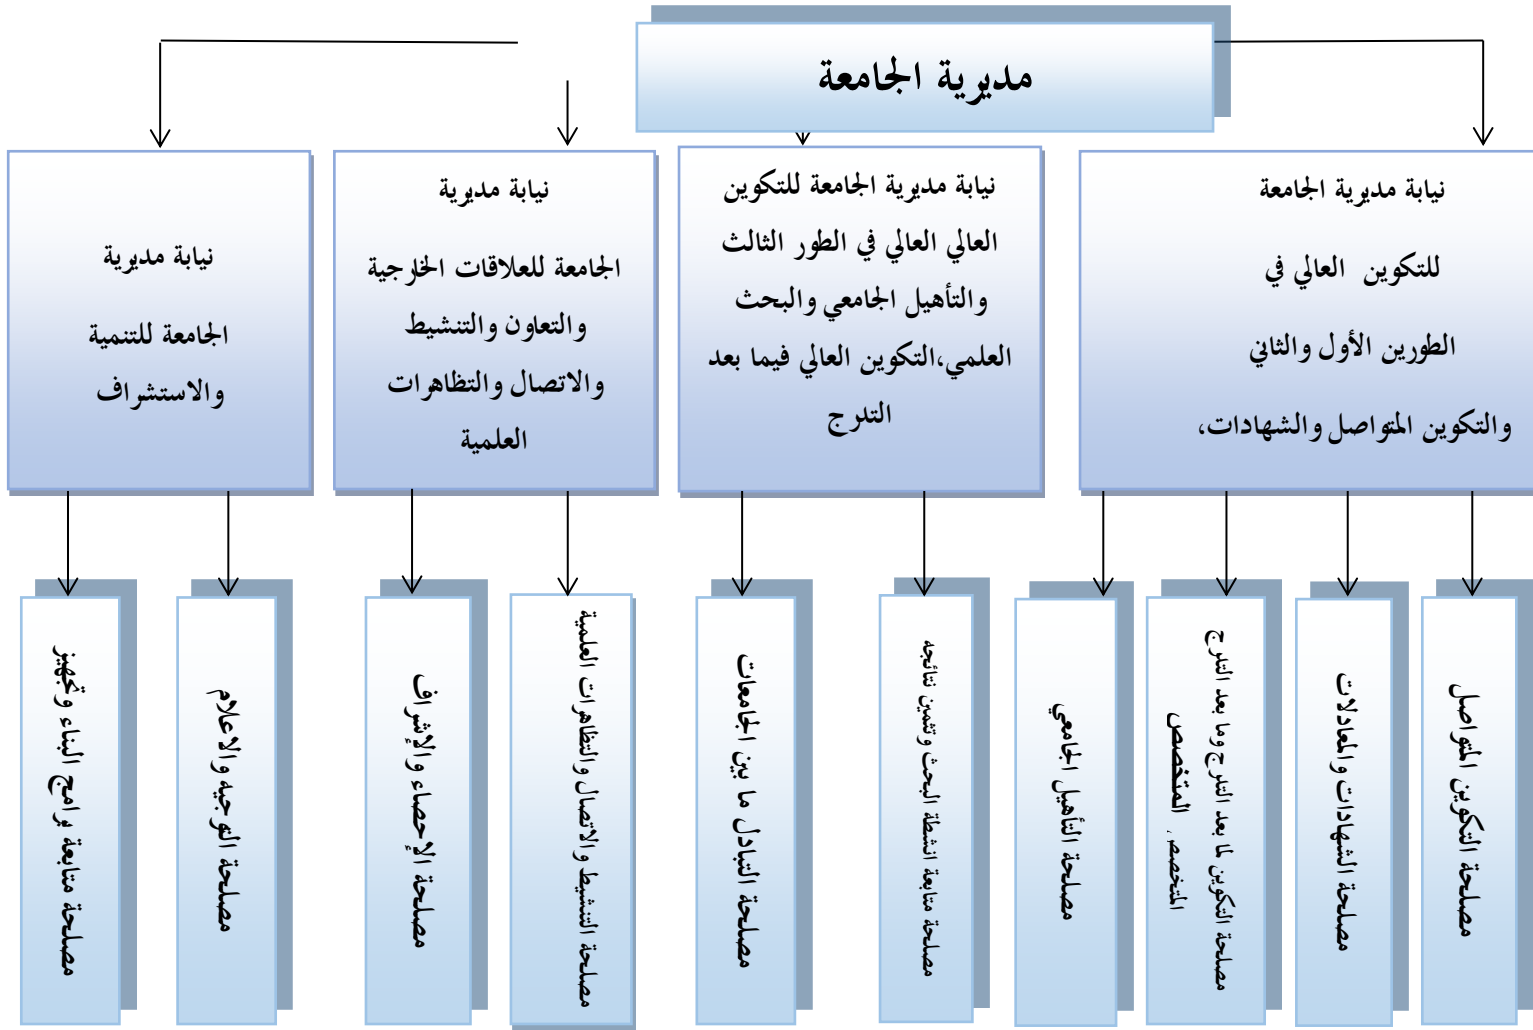 مديرية الجامعة
نيابة مديرية الجامعة
للتكوين العالي في
الطورين الأول والثاني
والتكوين المتواصل والشهادات،
نيابة مديرية الجامعة للتكوين
العالي العالي في الطور الثالث
والتأهيل الجامعي والبحث
العلمي،التكوين العالي فيما بعد
التدرج
نيابة مديرية
الجامعة للعلاقات الخارجية
والتعاون والتنشيط
والاتصال والتظاهرات
العلمية
نيابة مديرية
الجامعة للتنمية
والاستشراف
مصلحة التكوين المتواصل
مصلحة الشهادات والمعادلات
مصلحة التكوين لما بعد التدرج وما بعد التدرج
المتخصص المتخصص
مصلحة التأهيل الجامعي
مصلحة متابعة انشطة البحث وتثمين نتائجه
مصلحة التبادل ما بين الجامعات
مصلحة التنشيط والاتصال والتظاهرات العلمية
مصلحة الإحصاء والإشراف
مصلحة التوجيه والاعلام
مصلحة متابعة برامج البناء وتجهيز